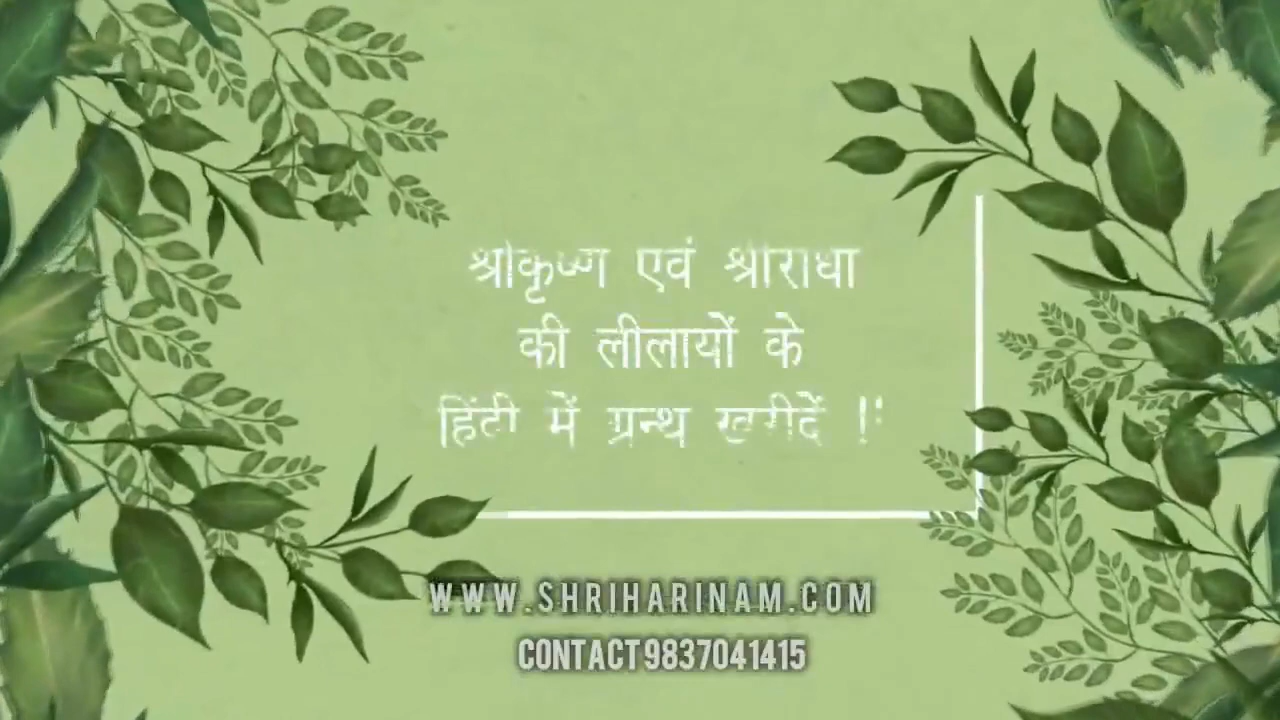 श्रीकृष्ण एवं श्रीराधा
की लीलायों के
हिंदी में ग्रन्थ खरीदें !!
WWW.SHRIHARINAM.COM
CONTACT 9837041415